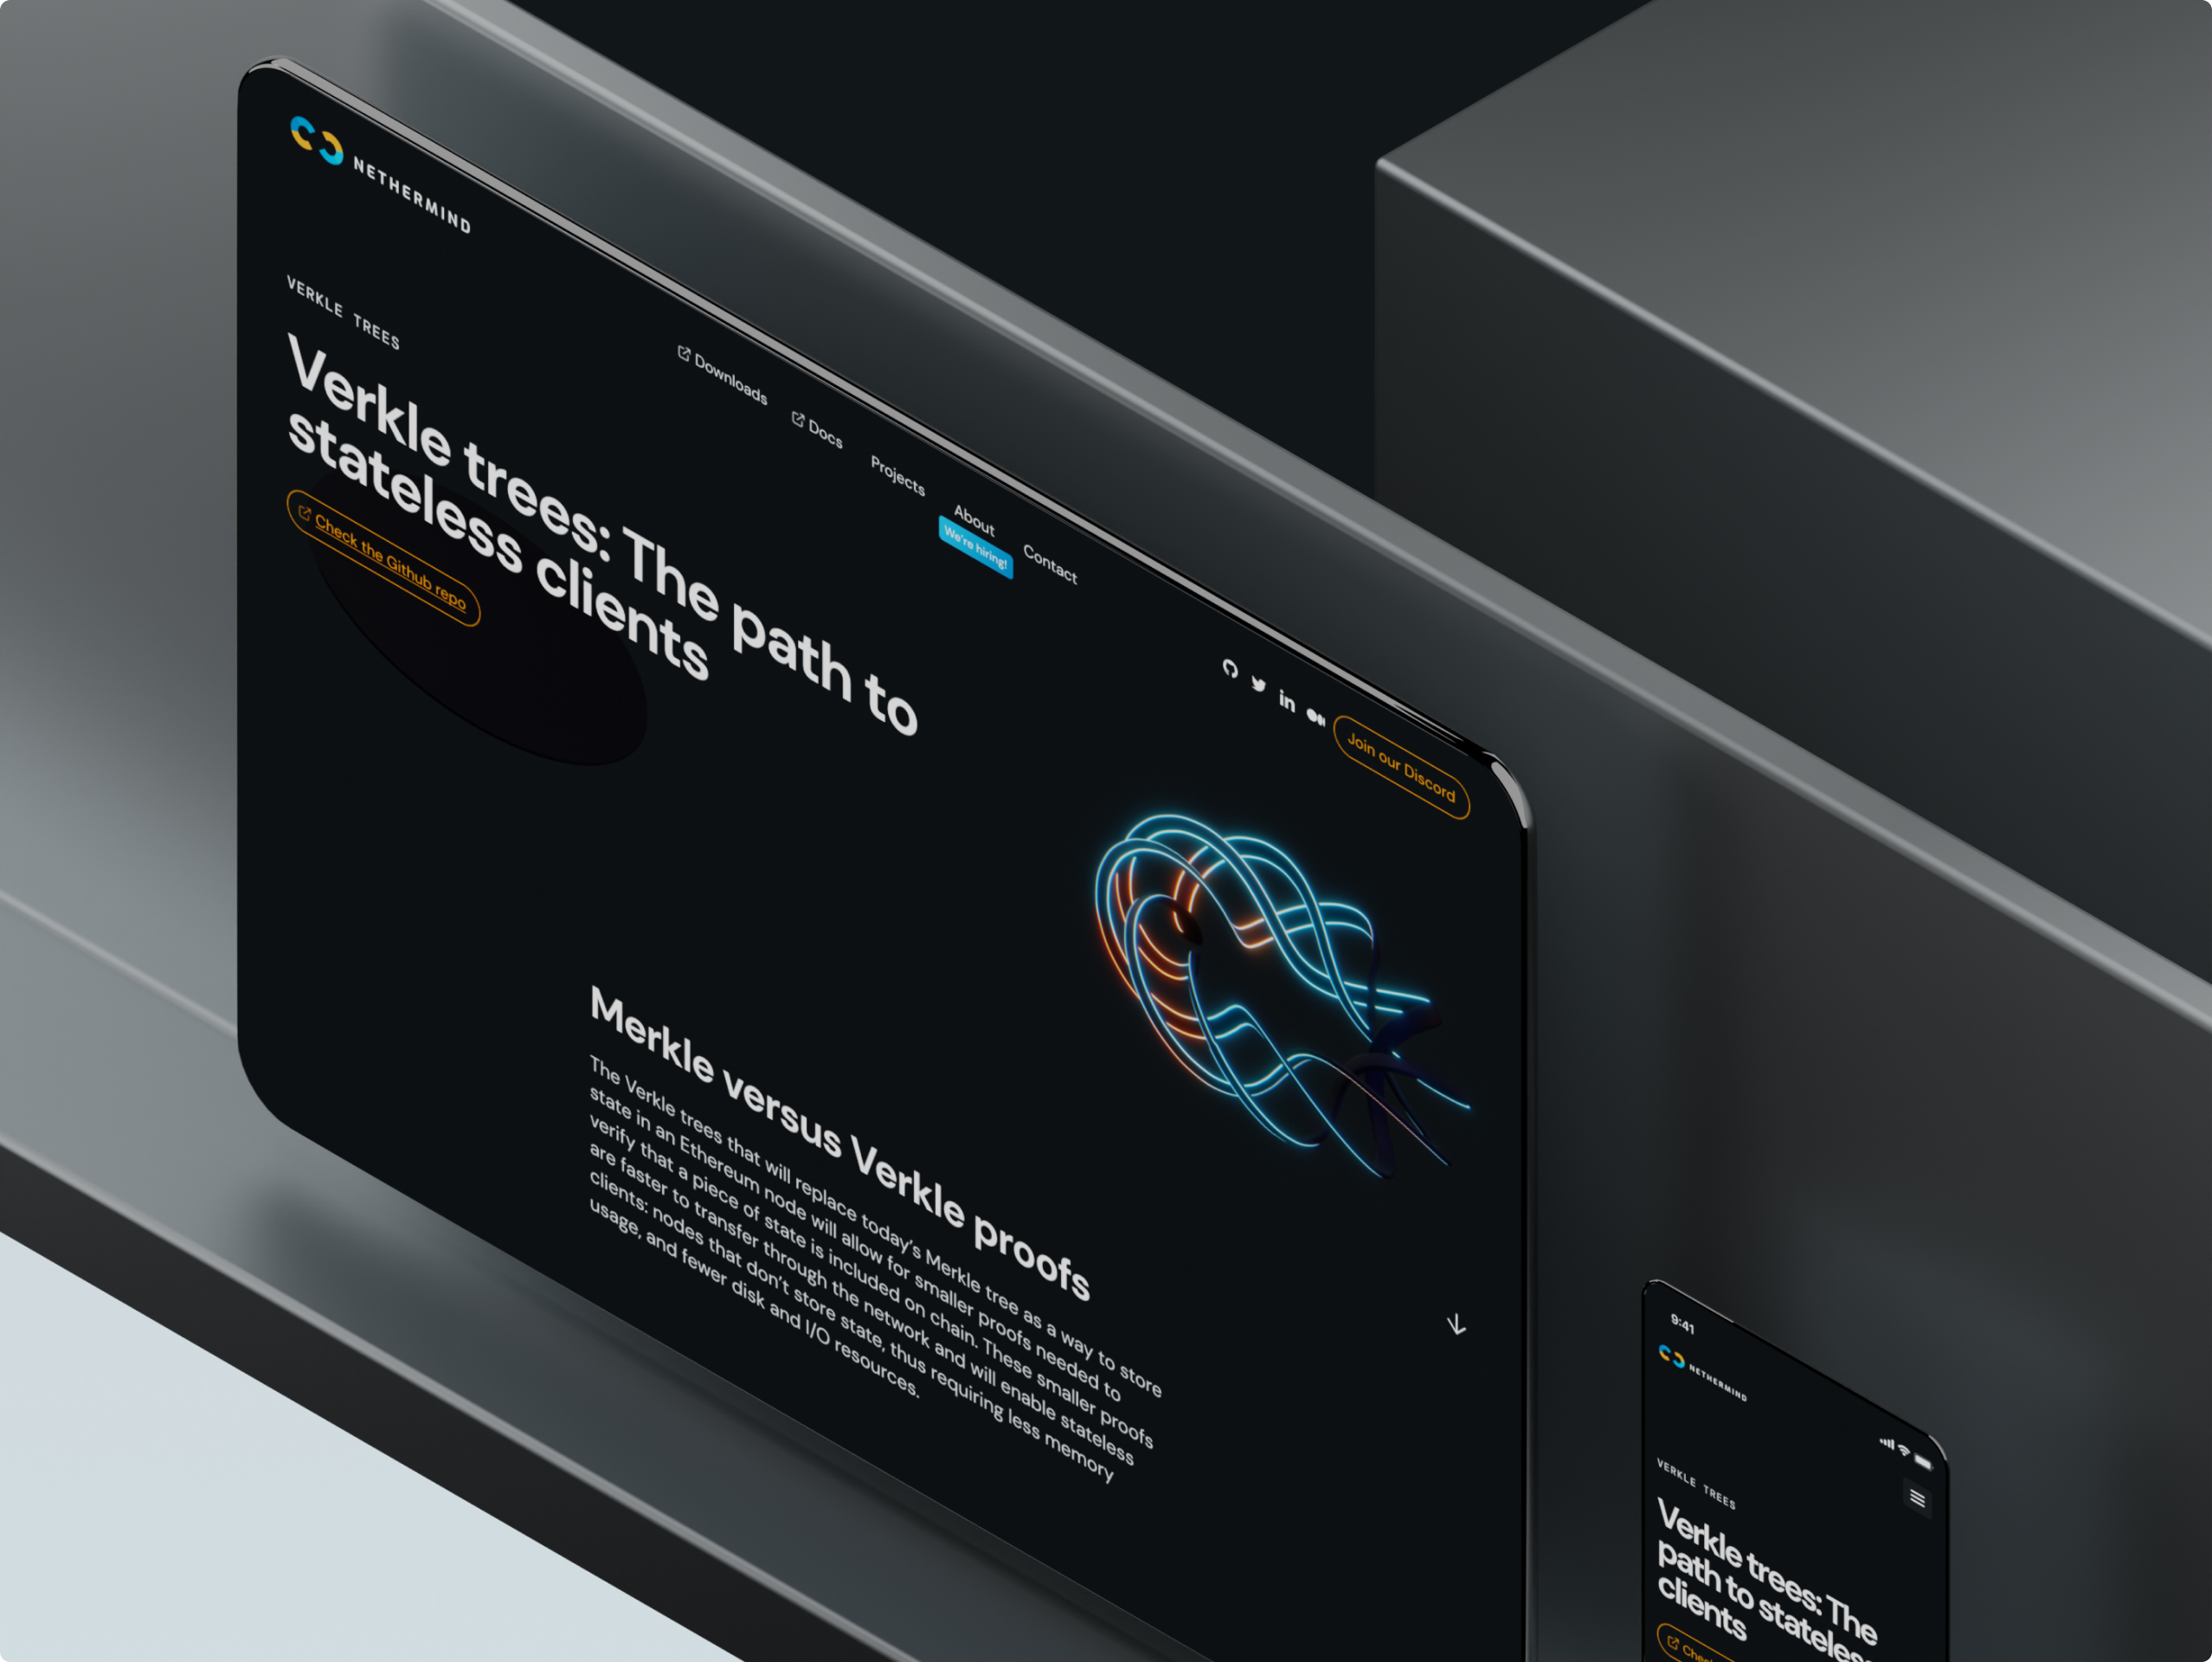 NETHERMIND
Downloads
Docs
Projects
About
We're hiring!
Contact
in
Join our Discord
VERKLE TREES
Verkle trees: The path to
stateless clients
Check the Github repo
Merkle versus Verkle proofs
The Verkle trees that will replace today's Merkle tree as a way to store
state in an Ethereum node will allow for smaller proofs needed to
verify that a piece of state is included on chain. These smaller proofs
are faster to transfer through the network and will enable stateless
clients: nodes that don't store state, thus requiring less memory
usage, and fewer disk and I/O resources.
9:41
NETHERMIND
VERKLE TREES
Verkle trees: The
path to stateless
clients